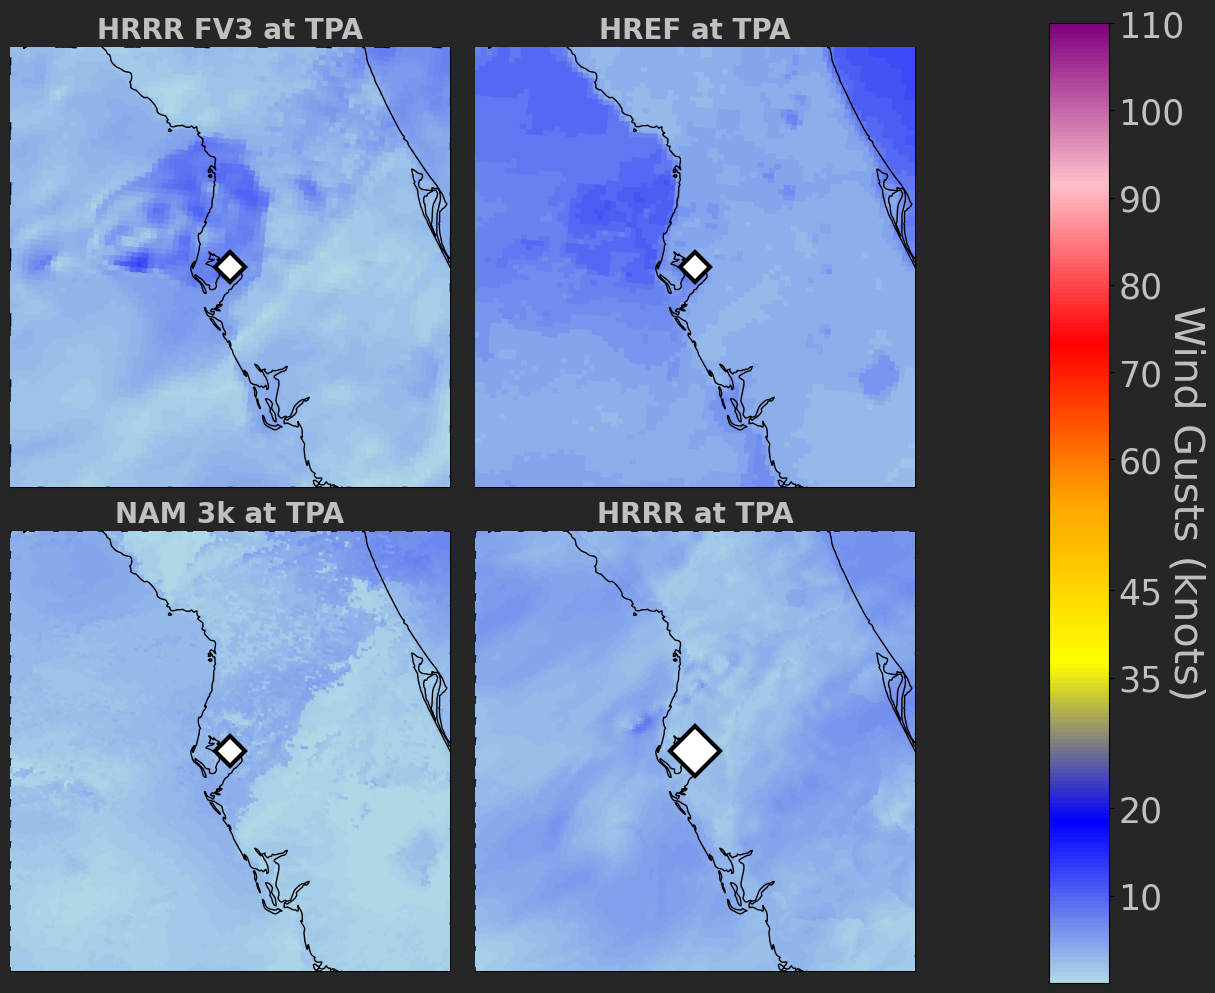 HRRR FV3 at TPA
HREF at TPA
NAM 3k at TPA
HRRR at TPA
110
100
90
80
70
60
45
35
20
10
Wind Gusts (knots)